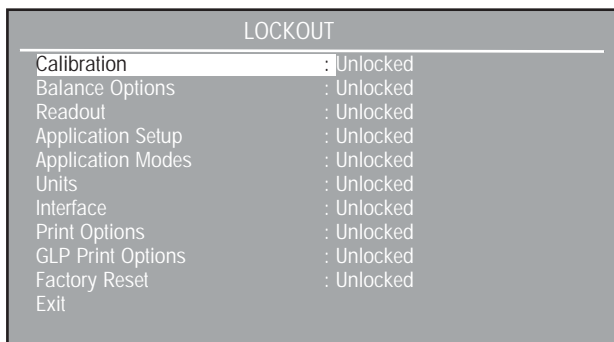 LOCKOUT
Calibration : Unlocked
Balance Options : Unlocked
Readout : Unlocked
Application Setup : Unlocked
Application Modes : Unlocked
Units : Unlocked
Interface : Unlocked
Print Options : Unlocked
GLP Print Options : Unlocked
Factory Reset : Unlocked
Exit